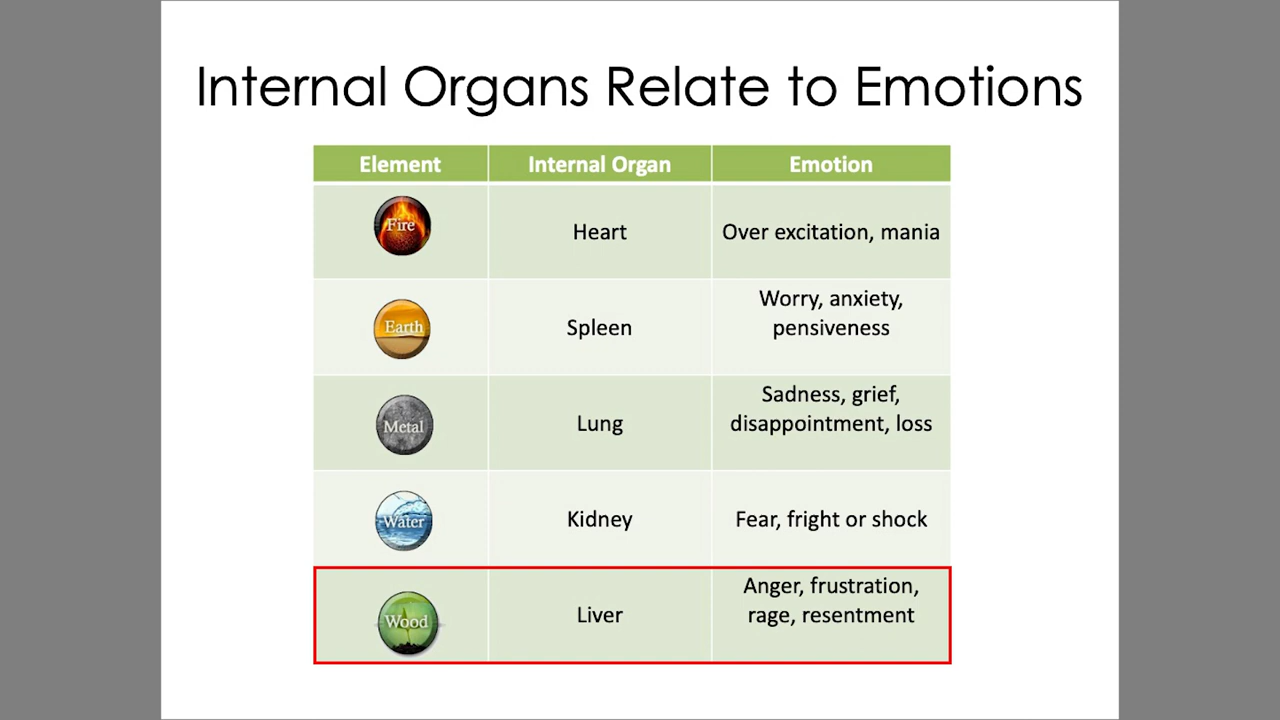 Internal Organs Relate to Emotions
Element Internal Organ Emotion
Fire Heart Over excitation, mania
Earth Spleen Worry, anxiety,
pensiveness
Metal Lung Sadness, grief,
disappointment, loss
Water Kidney Fear, fright or shock
Wood Liver Anger, frustration,
rage, resentment